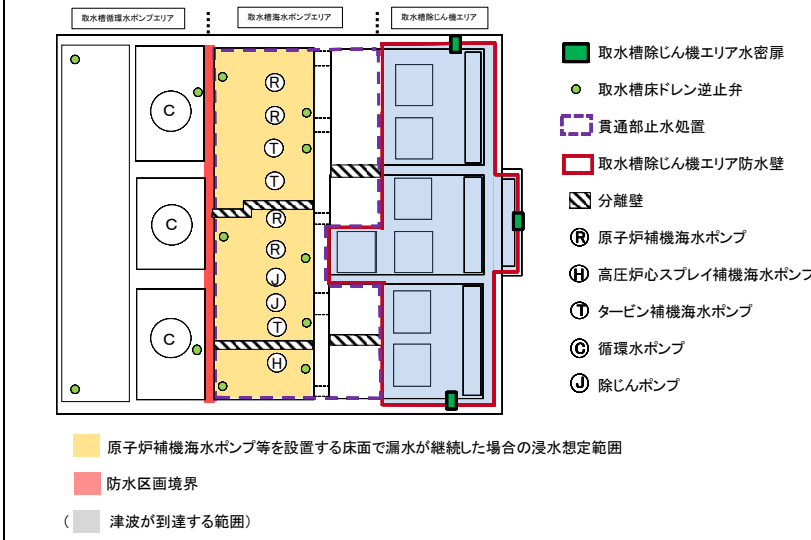 取水槽循環水ポンプエリア
取水槽海水ポンプエリア
取水槽除じん機エリア
C
C
C
R
R
T
T
R
R
J
J
T
H
取水槽除じん機エリア水密扉
取水槽床ドレン逆止弁
貫通部止水処置
取水槽除じん機エリア防水壁
分離壁
R 原子炉補機海水ポンプ
H 高圧炉心スプレイ補機海水ポンプ
T タービン補機海水ポンプ
C 循環水ポンプ
J 除じんポンプ
原子炉補機海水ポンプ等を設置する床面で漏水が継続した場合の浸水想定範囲
防水区画境界
( 津波が到達する範囲)